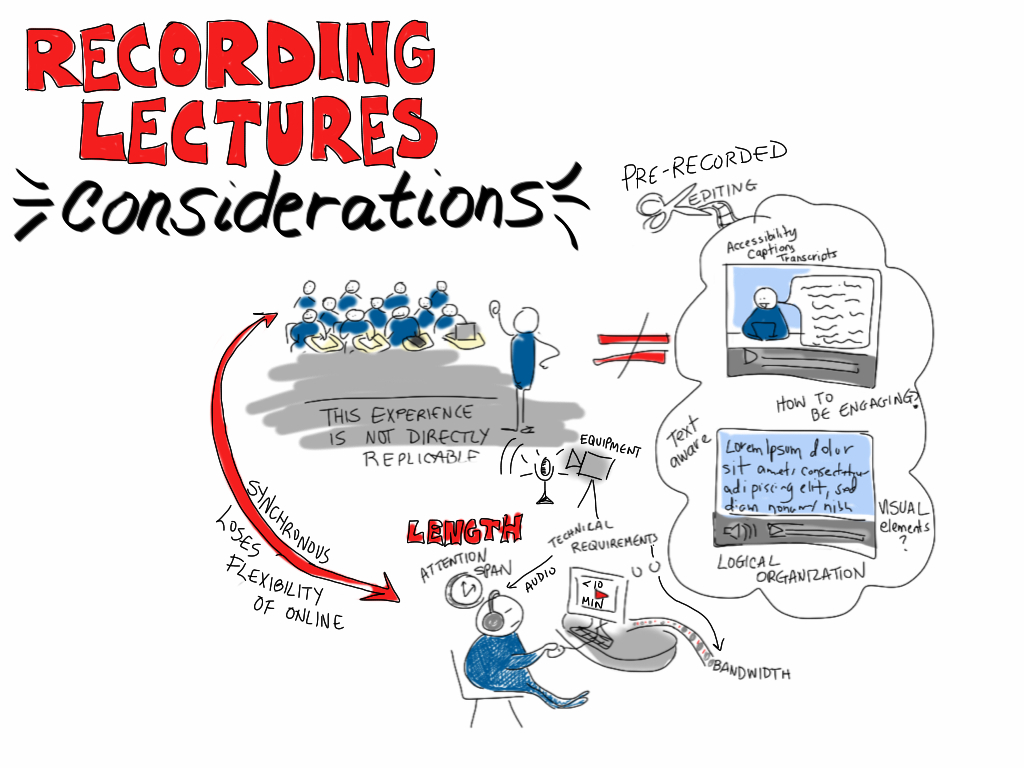 RECORDING
LECTURES
Considerations
PRE-RECORDED
EDITING
Accessibility
Captions
Transcripts
HOW TO
BE ENGAGING?
Text
aware
Lorem Ipsum dolor
sit amet, consectetur
adipiscing elit, sed
diam nonummy nibh
VISUAL
elements
?
LOGICAL
ORGANIZATION
THIS EXPERIENCE
IS NOT DIRECTLY
REPLICABLE
EQUIPMENT
SYNCHRONOUS
LOSES
FLEXIBILITY
OF ONLINE
LENGTH
ATTENTION
SPAN
TECHNICAL
REQUIREMENTS
AUDIO
<10
MIN
BANDWIDTH